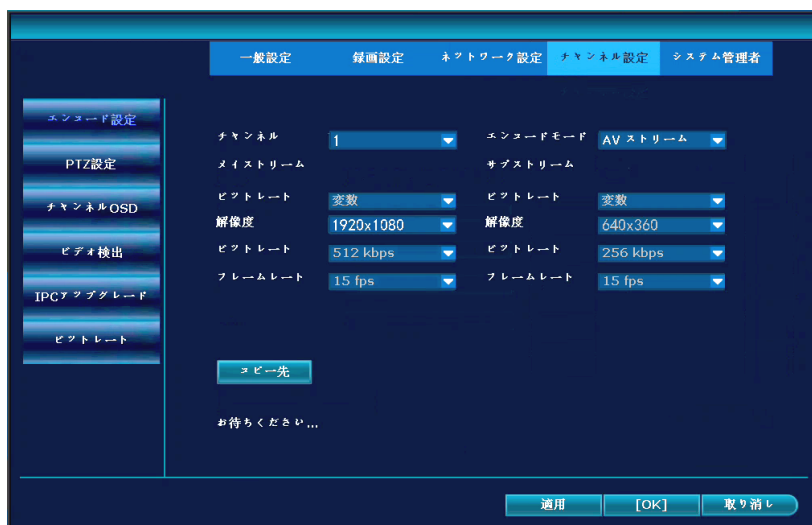 一般設定 録画設定 ネットワーク設定 チャンネル設定 システム管理者
エンコード設定
PTZ設定
チャンネルOSD
ビデオ検出
IPCアップグレード
ビットレート
チャンネル 1 エンコードモード AV ストリーム
メイストリーム サブストリーム
ビットレート 変数 ビットレート 変数
解像度 1920x1080 解像度 640x360
ビットレート 512 kbps ビットレート 256 kbps
フレームレート 15 fps フレームレート 15 fps
コピー先
お待ちください...
適用 [OK] 取り消し